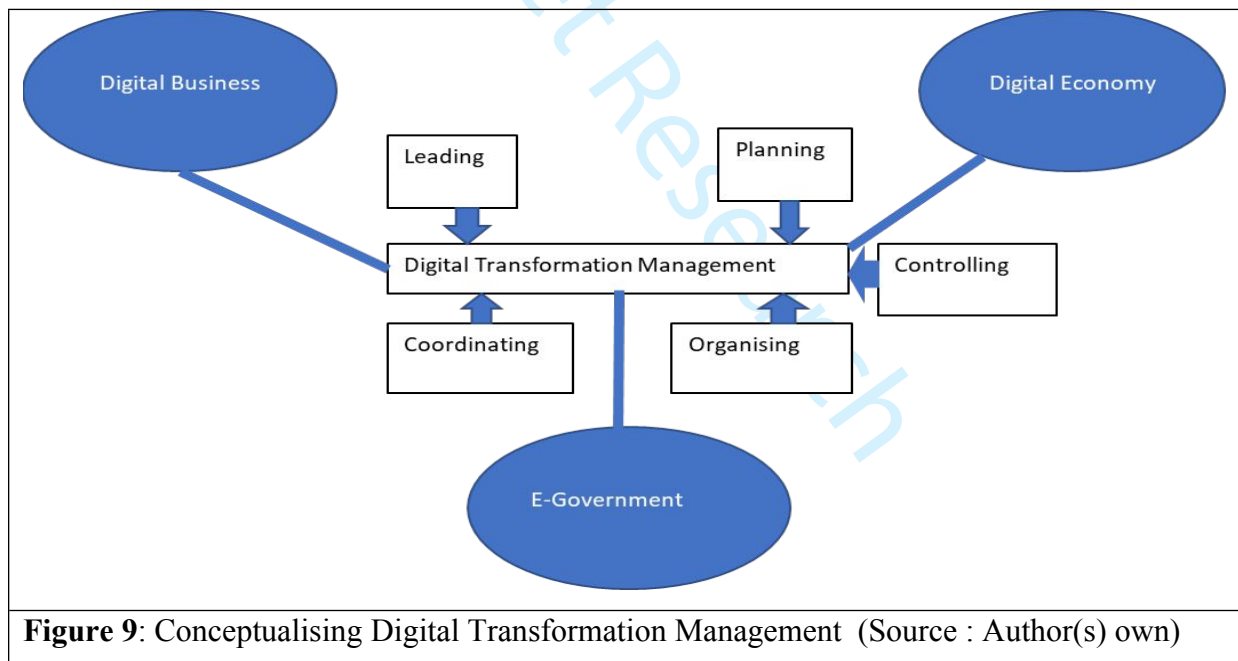 Digital Business
Digital Economy
Leading
Planning
Digital Transformation Management
Controlling
Coordinating
Organising
E-Government
Figure 9: Conceptualising Digital Transformation Management (Source : Author(s) own)
t Research